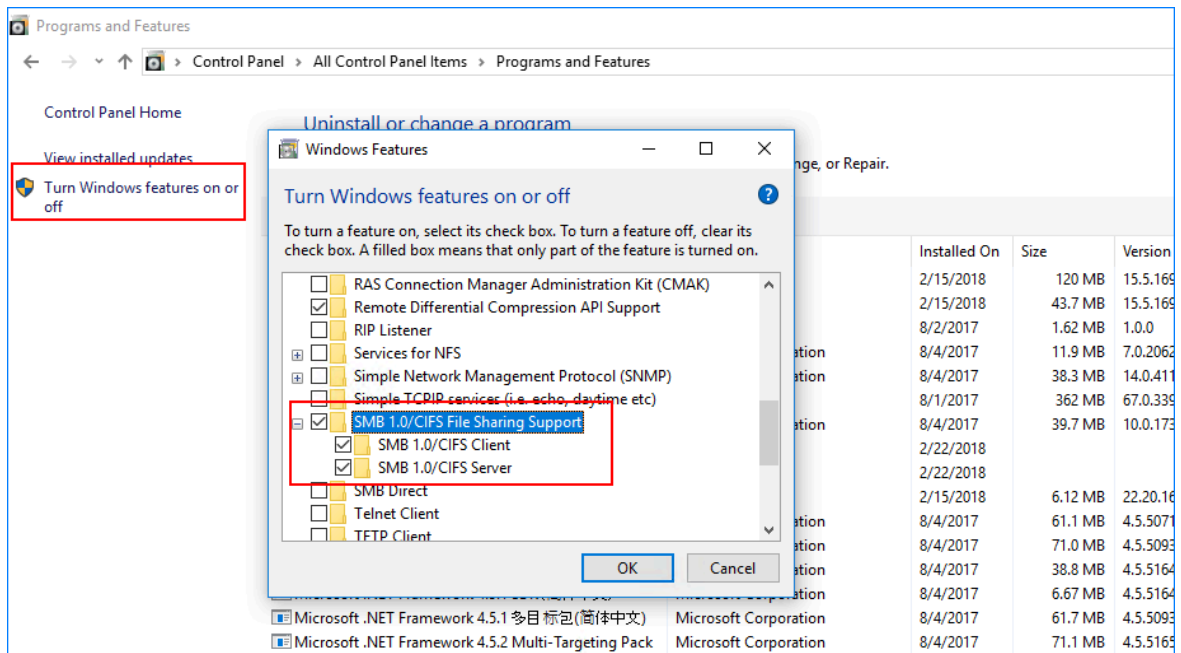 Programs and Features
Control Panel > All Control Panel Items > Programs and Features
Control Panel Home
View installed updates
Turn Windows features on or
off
Uninstall or change a program
nge, or Repair.
Windows Features
Turn Windows features on or off
To turn a feature on, select its check box. To turn a feature off, clear its
check box. A filled box means that only part of the feature is turned on.
RAS Connection Manager Administration Kit (CMAK)
Remote Differential Compression API Support
RIP Listener
Services for NFS
Simple Network Management Protocol (SNMP)
Simple TCPIP services (i.e. echo, daytime etc)
SMB 1.0/CIFS File Sharing Support
SMB 1.0/CIFS Client
SMB 1.0/CIFS Server
SMB Direct
Telnet Client
TFTP Client
OK Cancel
Installed On Size Version
2/15/2018 120 MB 15.5.169
2/15/2018 43.7 MB 15.5.169
8/2/2017 1.62 MB 1.0.0
ation 8/4/2017 11.9 MB 7.0.2062
ation 8/4/2017 38.3 MB 14.0.411
8/1/2017 362 MB 67.0.339
ation 8/4/2017 39.7 MB 10.0.173
2/22/2018
2/22/2018
2/15/2018 6.12 MB 22.20.16
ation 8/4/2017 61.1 MB 4.5.5071
ation 8/4/2017 71.0 MB 4.5.5093
ation 8/4/2017 38.8 MB 4.5.5164
Microsoft Corporation 8/4/2017 6.67 MB 4.5.5164
Microsoft .NET Framework 4.5.1 多目标包(简体中文) Microsoft Corporation 8/4/2017 61.7 MB 4.5.5093
Microsoft .NET Framework 4.5.2 Multi-Targeting Pack Microsoft Corporation 8/4/2017 71.1 MB 4.5.5165